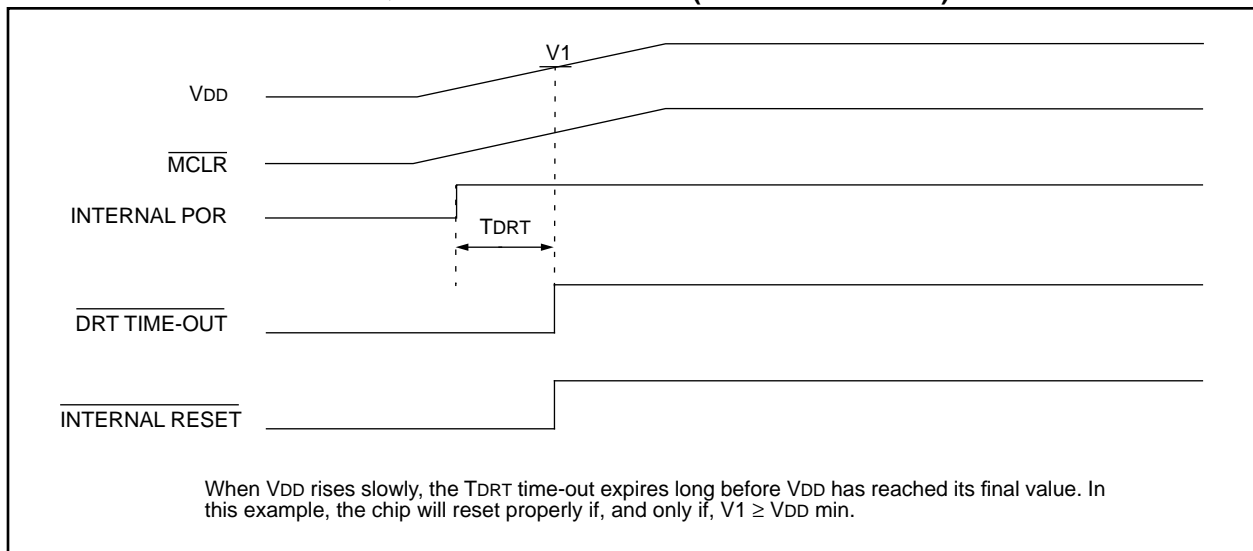 V1
VDD
MCLR
INTERNAL POR
TDRT
DRT TIME-OUT
INTERNAL RESET
When VDD rises slowly, the TDRT time-out expires long before VDD has reached its final value. In
this example, the chip will reset properly if, and only if, V1 ≥ VDD min.